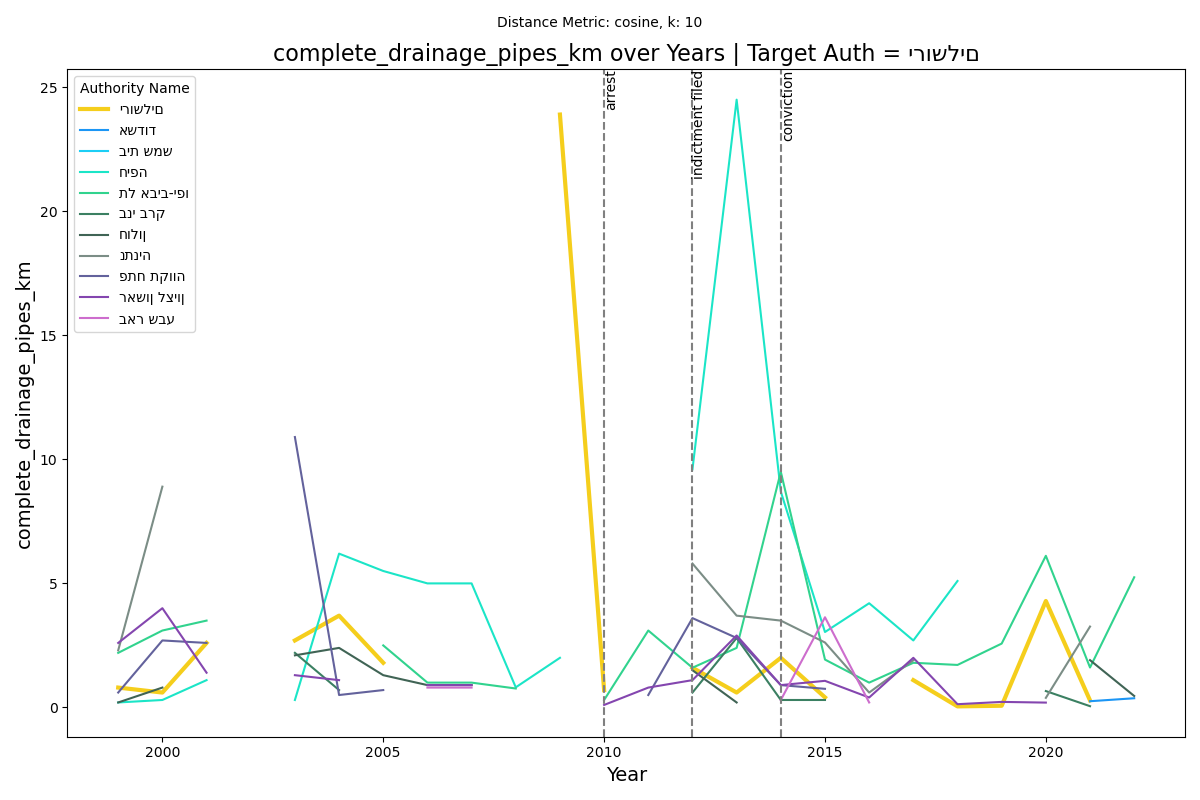 Distance Metric: cosine, k: 10
complete_drainage_pipes_km over Years | Target Auth = ירושלים
complete_drainage_pipes_km
25
20
15
10
5
0
Authority Name
ירושלים
אשדוד
בית שמש
חיפה
תל אביב-יפו
בני ברק
חולון
נתניה
פתח תקווה
ראשון לציון
באר שבע
arrest
indictment filed
conviction
2000 2005 2010 2015 2020
Year